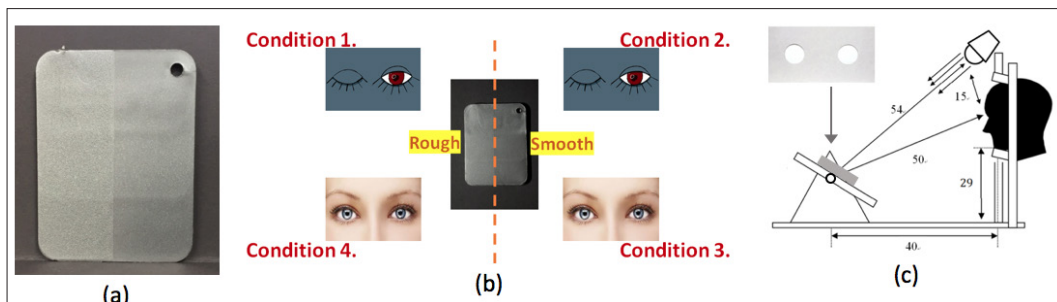 Condition 1.
Condition 2.
Rough
Smooth
Condition 4.
Condition 3.
54
15
50
29
40
(a)
(b)
(c)